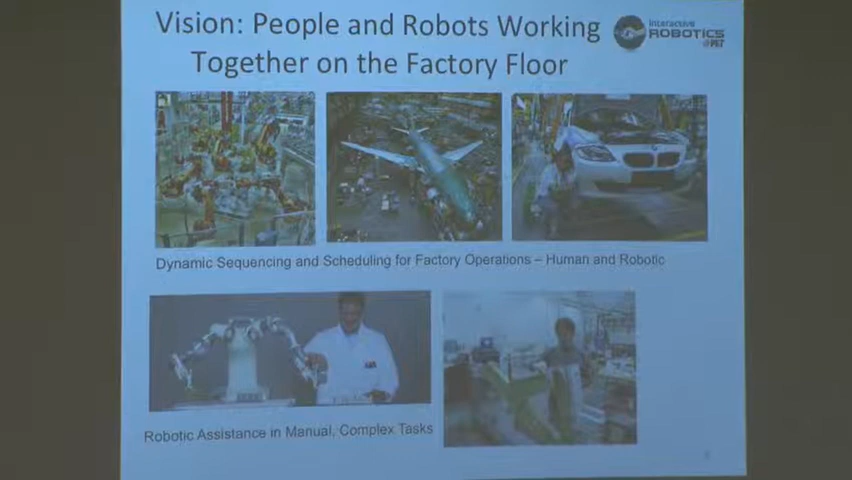 Vision: People and Robots Working
Together on the Factory Floor
Interactive
ROBOTICS
@MIT
Dynamic Sequencing and Scheduling for Factory Operations – Human and Robotic
Robotic Assistance in Manual, Complex Tasks